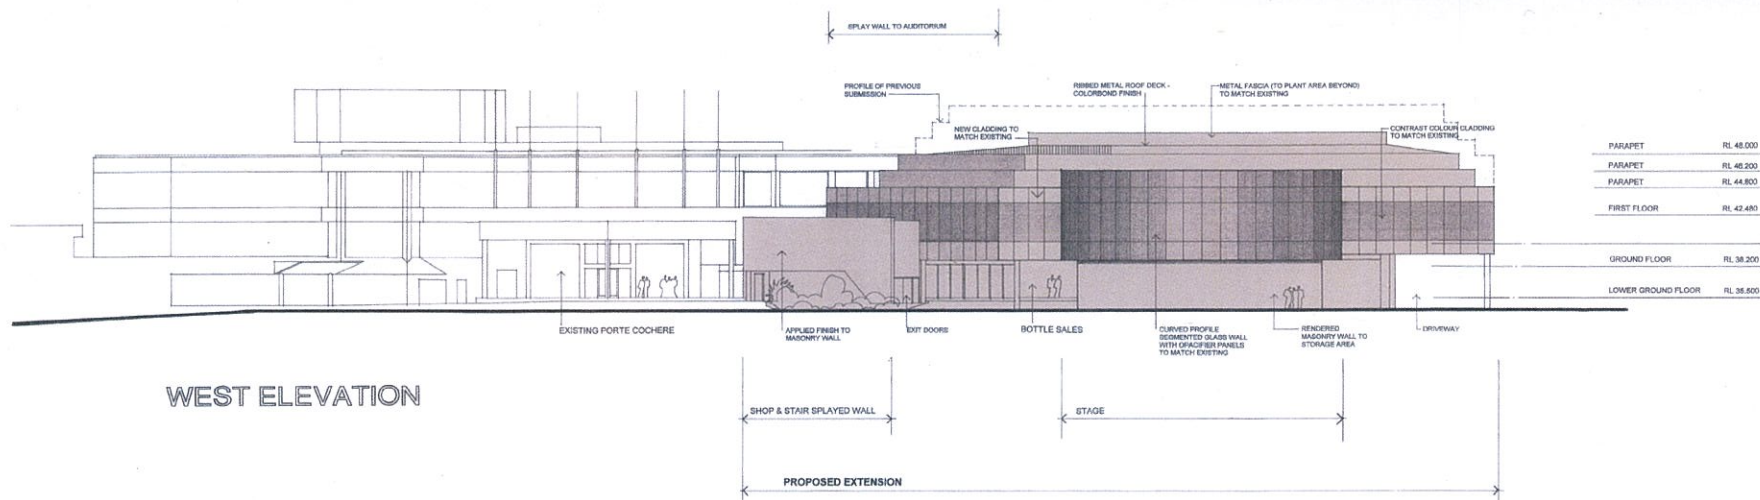 SPLAY WALL TO AUDITORIUM
PROFILE OF PREVIOUS
SUBMISSION
RIBBED METAL ROOF DECK -
COLORBOND FINISH
METAL FASCIA (TO PLANT AREA BEYOND)
TO MATCH EXISTING
NEW CLADDING TO
MATCH EXISTING
CONTRAST COLOUR CLADDING
TO MATCH EXISTING
PARAPET RL 48.000
PARAPET RL 46.200
PARAPET RL 44.800
FIRST FLOOR RL 42.480
GROUND FLOOR RL 38.200
LOWER GROUND FLOOR RL 35.500
EXISTING PORTE COCHERE
APPLIED FINISH TO
MASONRY WALL
EXIT DOORS
BOTTLE SALES
CURVED PROFILE
SEGMENTED GLASS WALL
WITH OPACIFIER PANELS
TO MATCH EXISTING
RENDERED
MASONRY WALL TO
STORAGE AREA
DRIVEWAY
WEST ELEVATION
SHOP & STAIR SPLAYED WALL
STAGE
PROPOSED EXTENSION